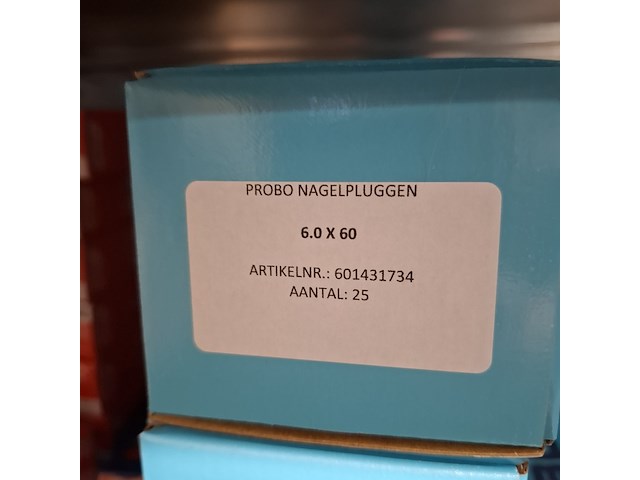 PROBO NAGELPLUGGEN
6.0 X 60
ARTIKELNR.: 601431734
AANTAL: 25